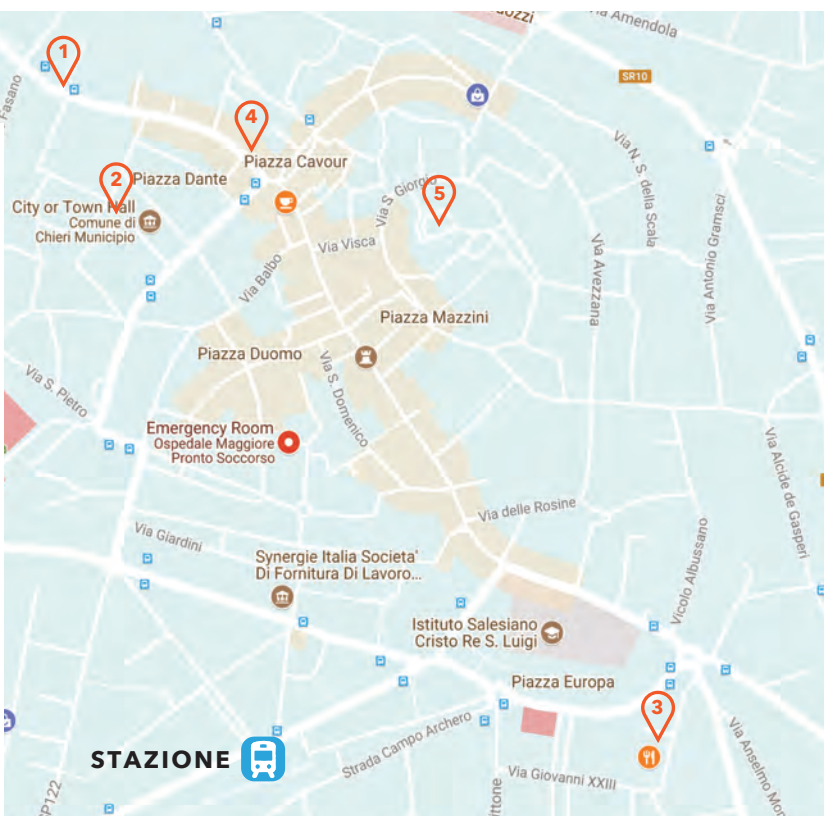 ozzi
Via Amendola
1
Fasano
SR10
4
Piazza Cavour
2
Piazza Dante
City or Town Hall
Comune di
Chieri Municipio
Via S. Giorgio
5
Via N. S. della Scala
Via Antonio Gramsci
Via Visca
Via Balbo
Via Avezzana
Piazza Mazzini
Piazza Duomo
Via S. Domenico
Via S. Pietro
Emergency Room
Ospedale Maggiore
Pronto Soccorso
Via Alcide de Gasperi
Via delle Rosine
Via Giardini
Vicolo Albussano
Synergie Italia Societa'
Di Fornitura Di Lavoro...
Istituto Salesiano
Cristo Re S. Luigi
Piazza Europa
3
STAZIONE
Strada Campo Archero
Via Giovanni XXIII
Via Anselmo Mon
SP122
ittone